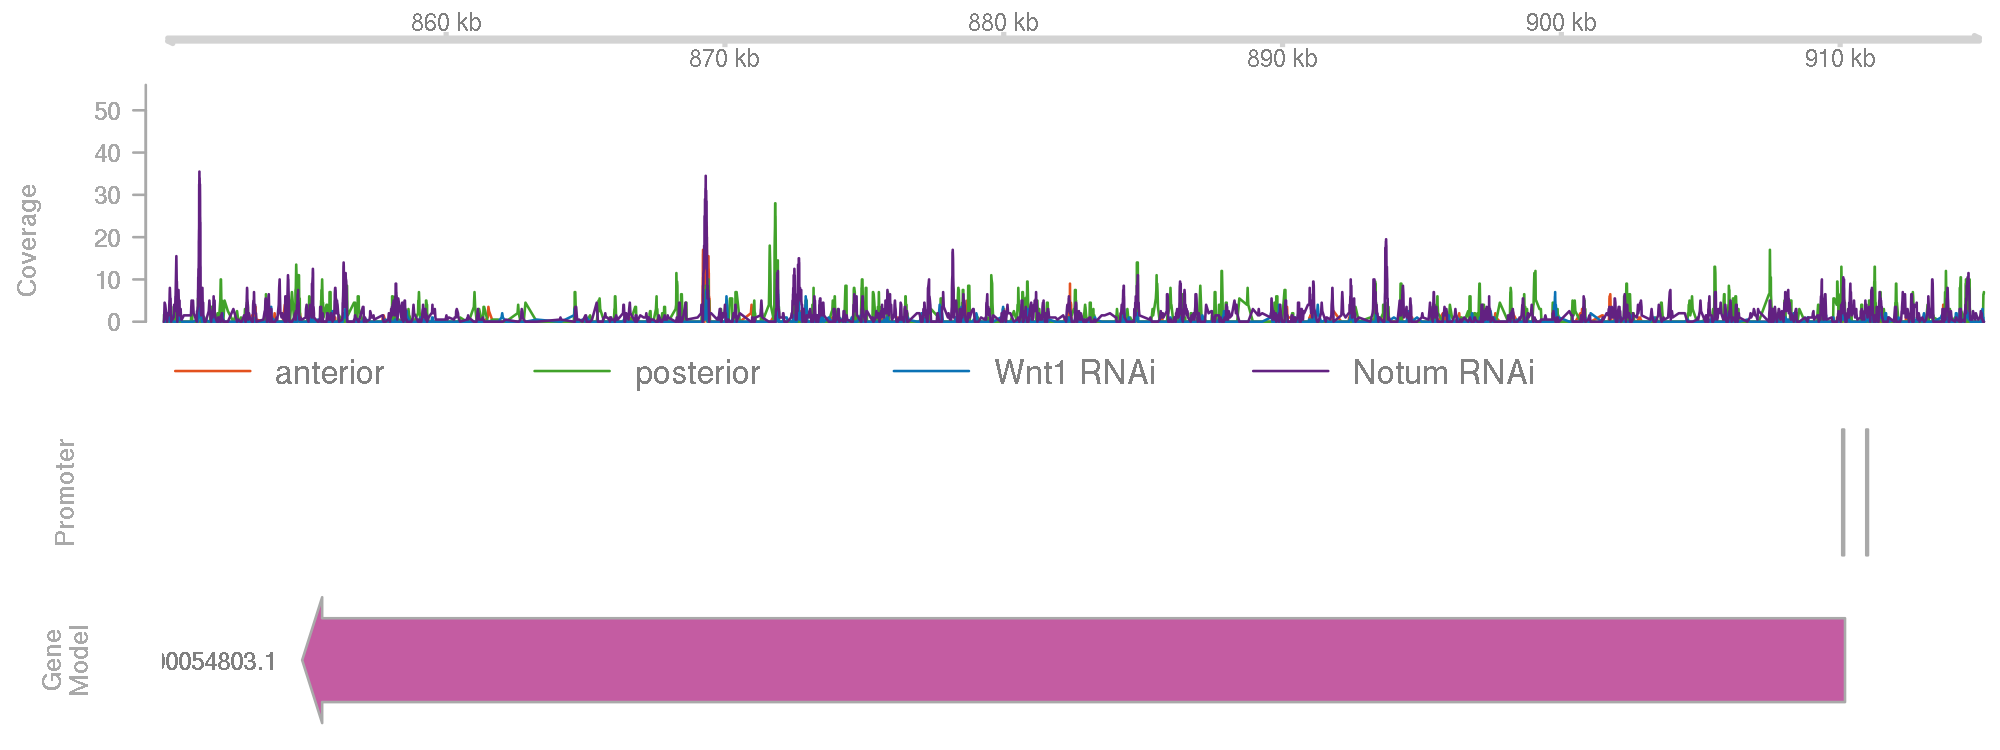 860 kb 880 kb 900 kb
870 kb 890 kb 910 kb
Coverage
50
40
30
20
10
0
anterior posterior Wnt1 RNAi Notum RNAi
Promoter
Gene
Model
00054803.1